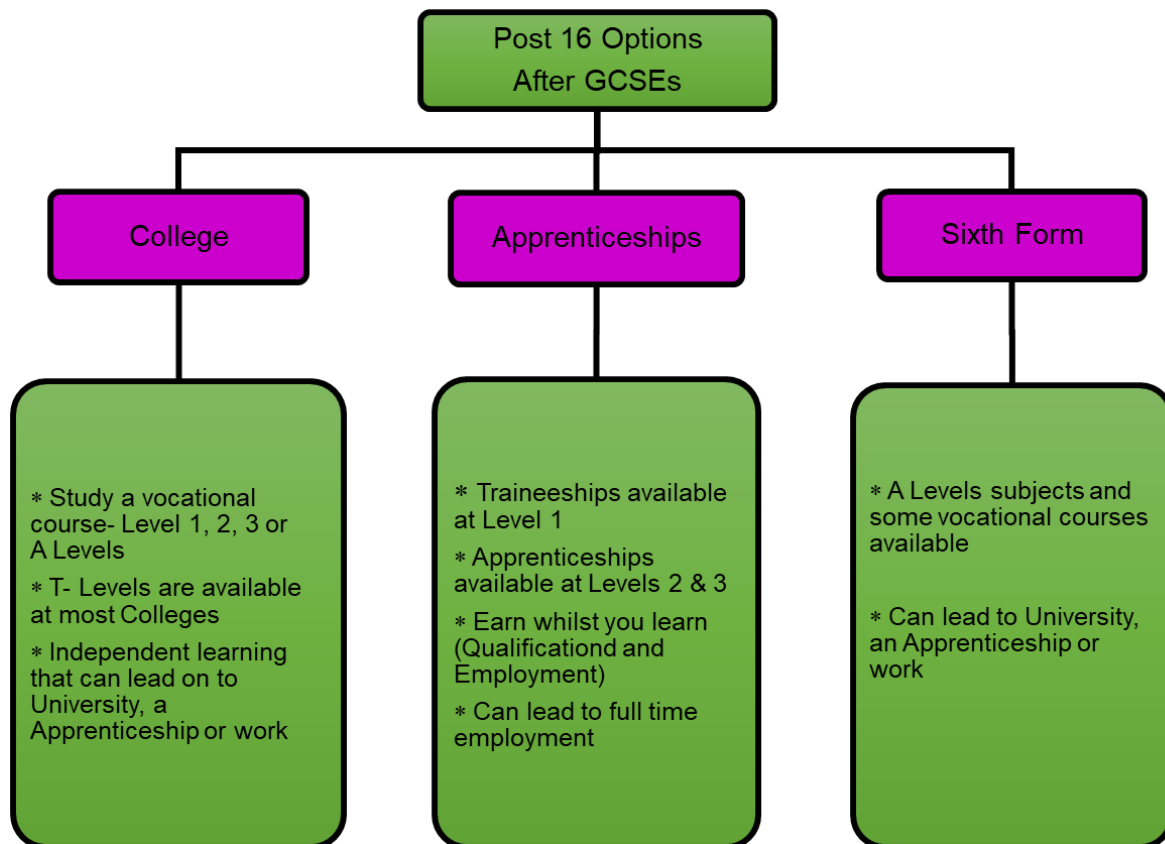 Post 16 Options
After GCSEs
College
Apprenticeships
Sixth Form
* Study a vocational
course- Level 1, 2, 3 or
A Levels
* T- Levels are available
at most Colleges
* Independent learning
that can lead on to
University, a
Apprenticeship or work
* Traineeships available
at Level 1
* Apprenticeships
available at Levels 2 & 3
* Earn whilst you learn
(Qualificationd and
Employment)
* Can lead to full time
employment
* A Levels subjects and
some vocational courses
available
* Can lead to University,
an Apprenticeship or
work